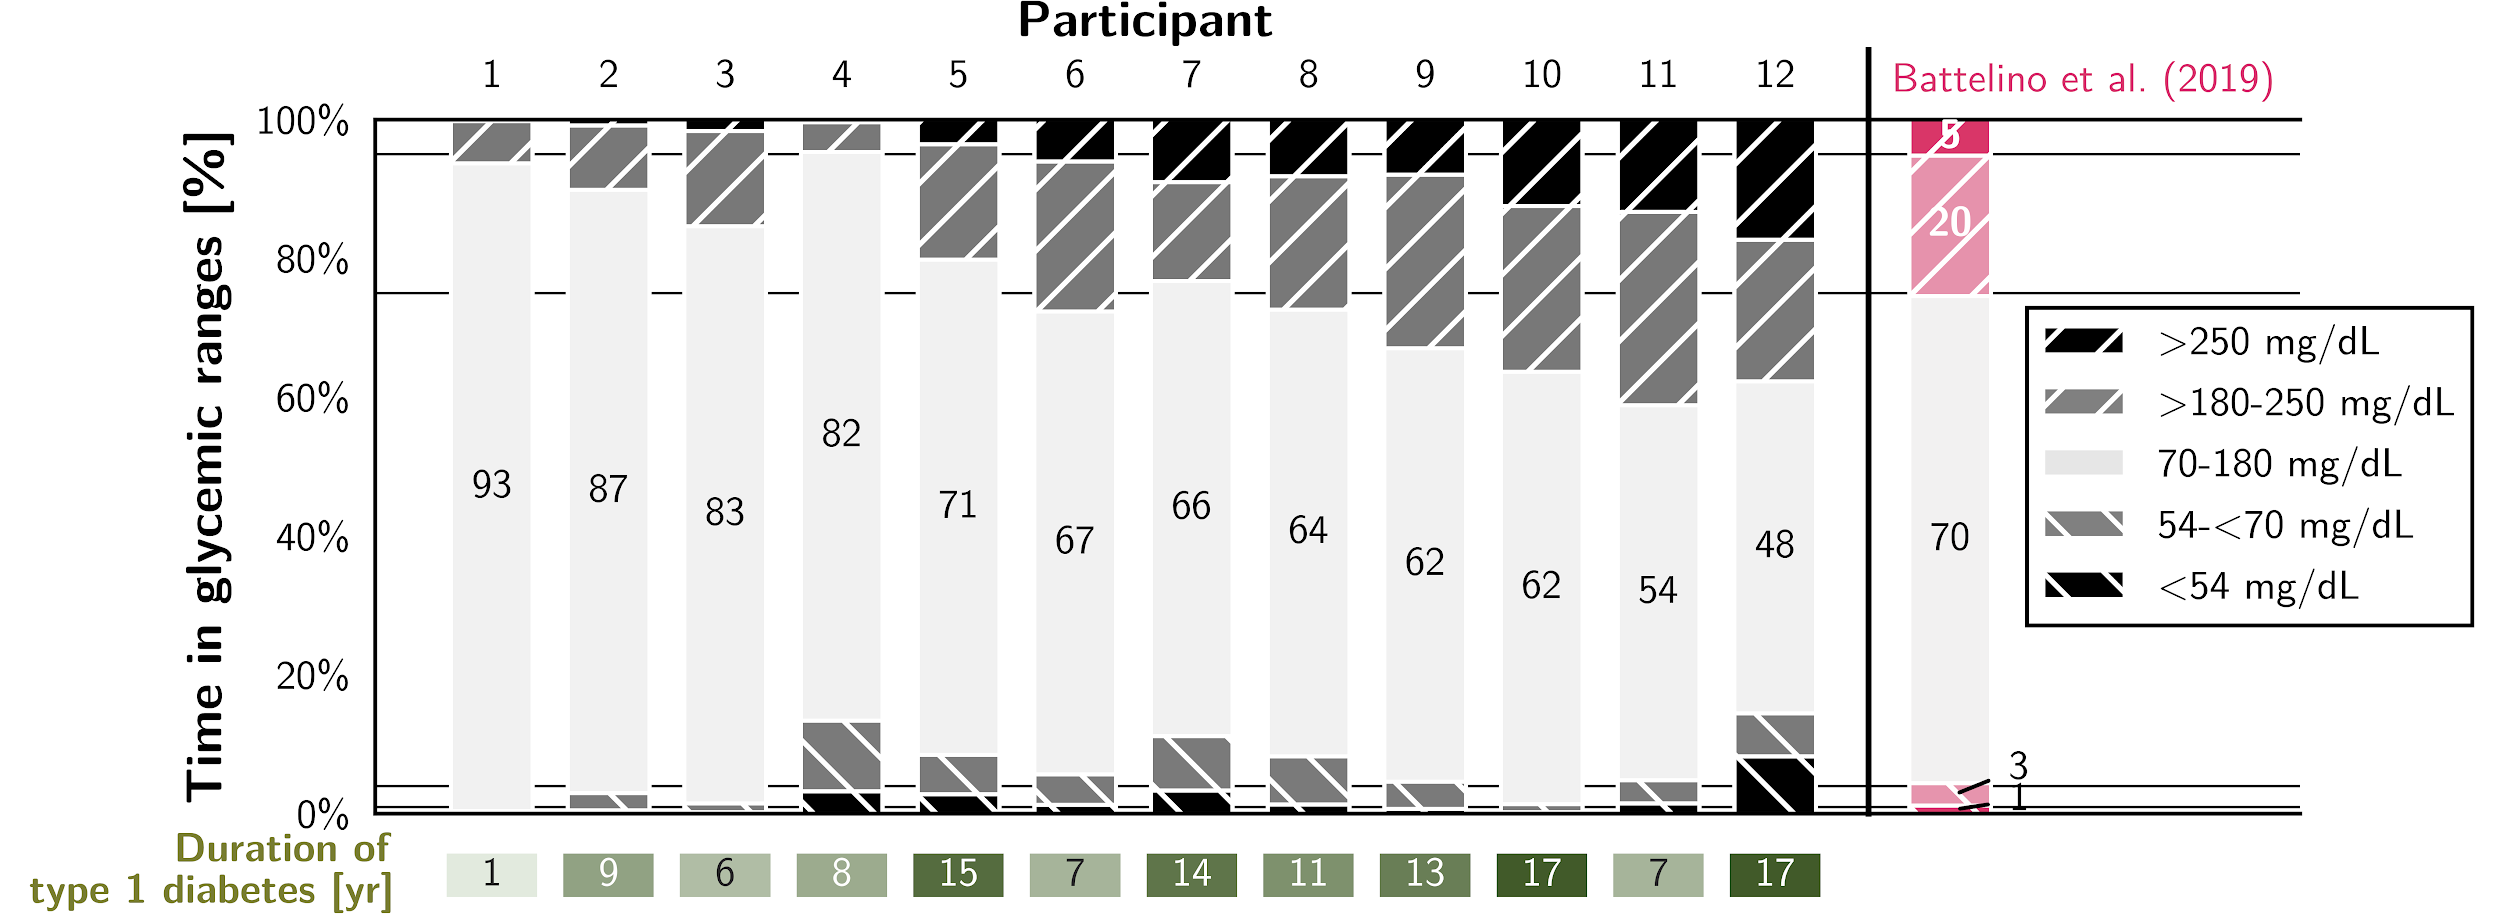 Participant
1 2 3 4 5 6 7 8 9 10 11 12
Battelino et al. (2019)
Time in glycemic ranges [%]
100%
80%
60%
40%
20%
0%
93 87 83 82 71 67 66 64 62 62 54 48
5
20
70
3
1
>250 mg/dL
>180-250 mg/dL
70-180 mg/dL
54-<70 mg/dL
<54 mg/dL
Duration of
type 1 diabetes [yr]
1 9 6 8 15 7 14 11 13 17 7 17